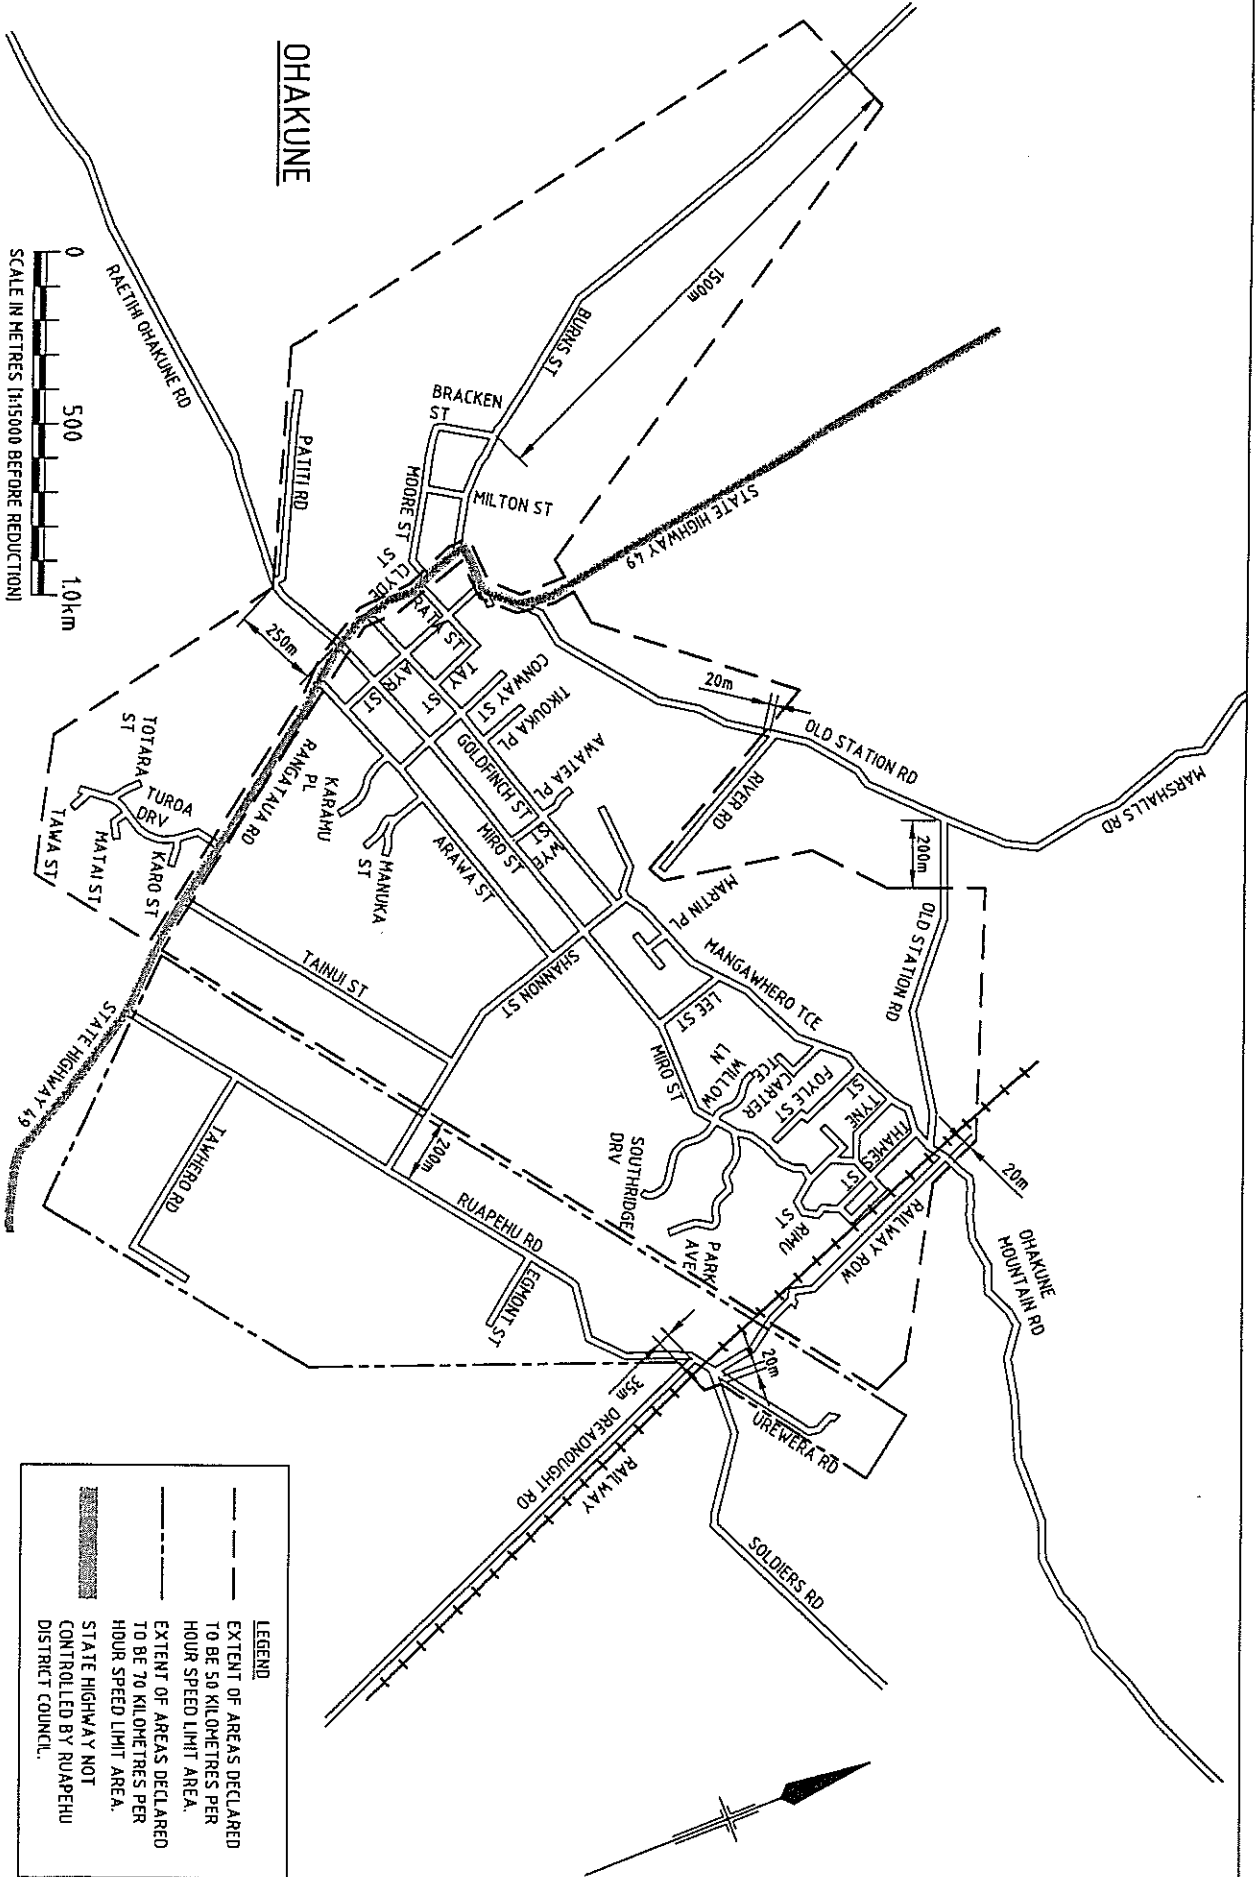 OHAKUNE
0
500
1.0km
SCALE IN METRES (1:15000 BEFORE REDUCTION)
RAETIHI OHAKUNE RD
PATITI RD
BURNS ST
1500m
BRACKEN
ST
MOORE ST
MILTON ST
STATE HIGHWAY 49
CLYDE
ST
RATA ST
TAY
ST
AYR
ST
CONWAY ST
TIKOUKA PL
AWATEA PL
GOLDFINCH ST
WYE
ST
MIRO ST
ARAWA ST
250m
RANGATAUA RD
KARAMU
PL
MANUKA
ST
TOTARA
ST
TUROA
DRV
TAWA ST
MATAI ST
KARO ST
TAINUI ST
SHANNON ST
20m
OLD STATION RD
RIVER RD
MARSHALLS RD
200m
OLD STATION RD
MARTIN PL
MANGAWHERO TCE
LEE ST
MIRO ST
WILLOW
LN
CARTER
TCE
FOYLE ST
TYNE
ST
THAMES
ST
RIMU
ST
SOUTHRIDGE
DRV
PARK
AVE
RAILWAY ROW
20m
OHAKUNE
MOUNTAIN RD
STATE HIGHWAY 49
TAWHERO RD
200m
RUAPEHU RD
EGMONT ST
35m
20m
UREWERA RD
DREADNOUGHT RD
RAILWAY
SOLDIERS RD
LEGEND
EXTENT OF AREAS DECLARED
TO BE 50 KILOMETRES PER
HOUR SPEED LIMIT AREA.
EXTENT OF AREAS DECLARED
TO BE 70 KILOMETRES PER
HOUR SPEED LIMIT AREA.
STATE HIGHWAY NOT
CONTROLLED BY RUAPEHU
DISTRICT COUNCIL.